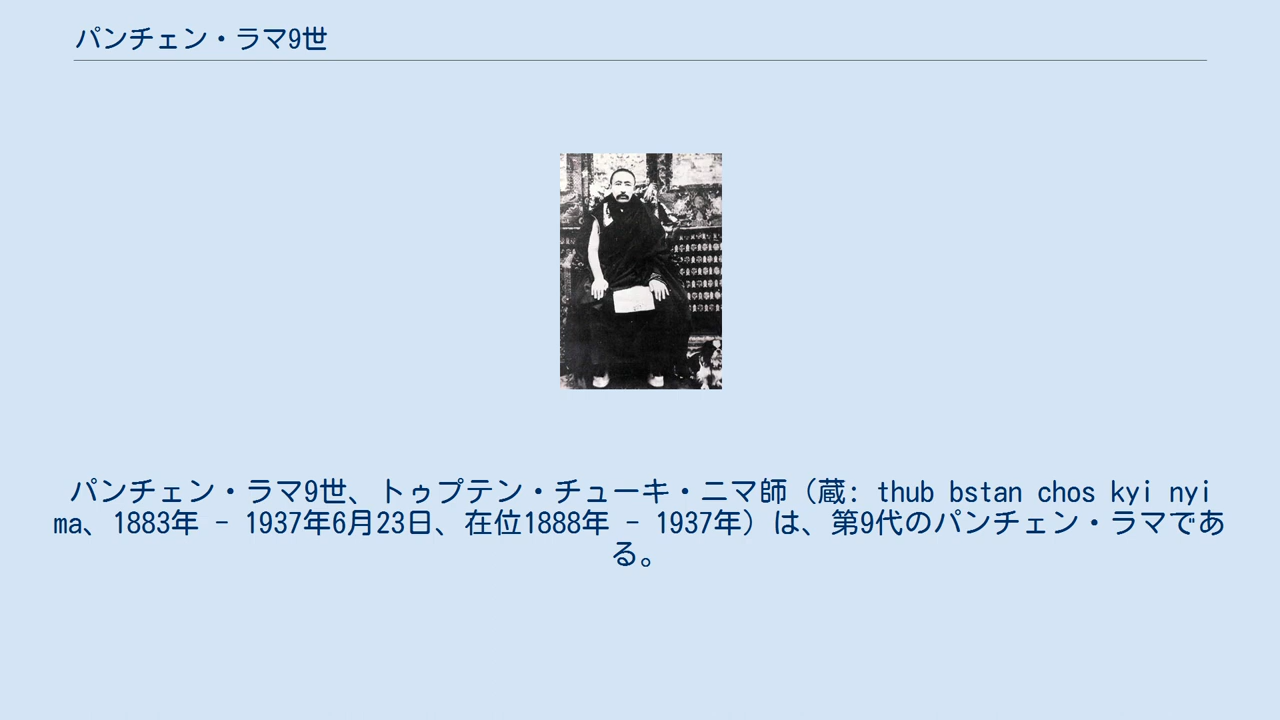 パンチェン・ラマ9世
パンチェン・ラマ9世、トゥプテン・チューキ・ニマ師（蔵: thub bstan chos kyi nyi
ma、1883年 - 1937年6月23日、在位1888年 - 1937年）は、第9代のパンチェン・ラマであ
る。